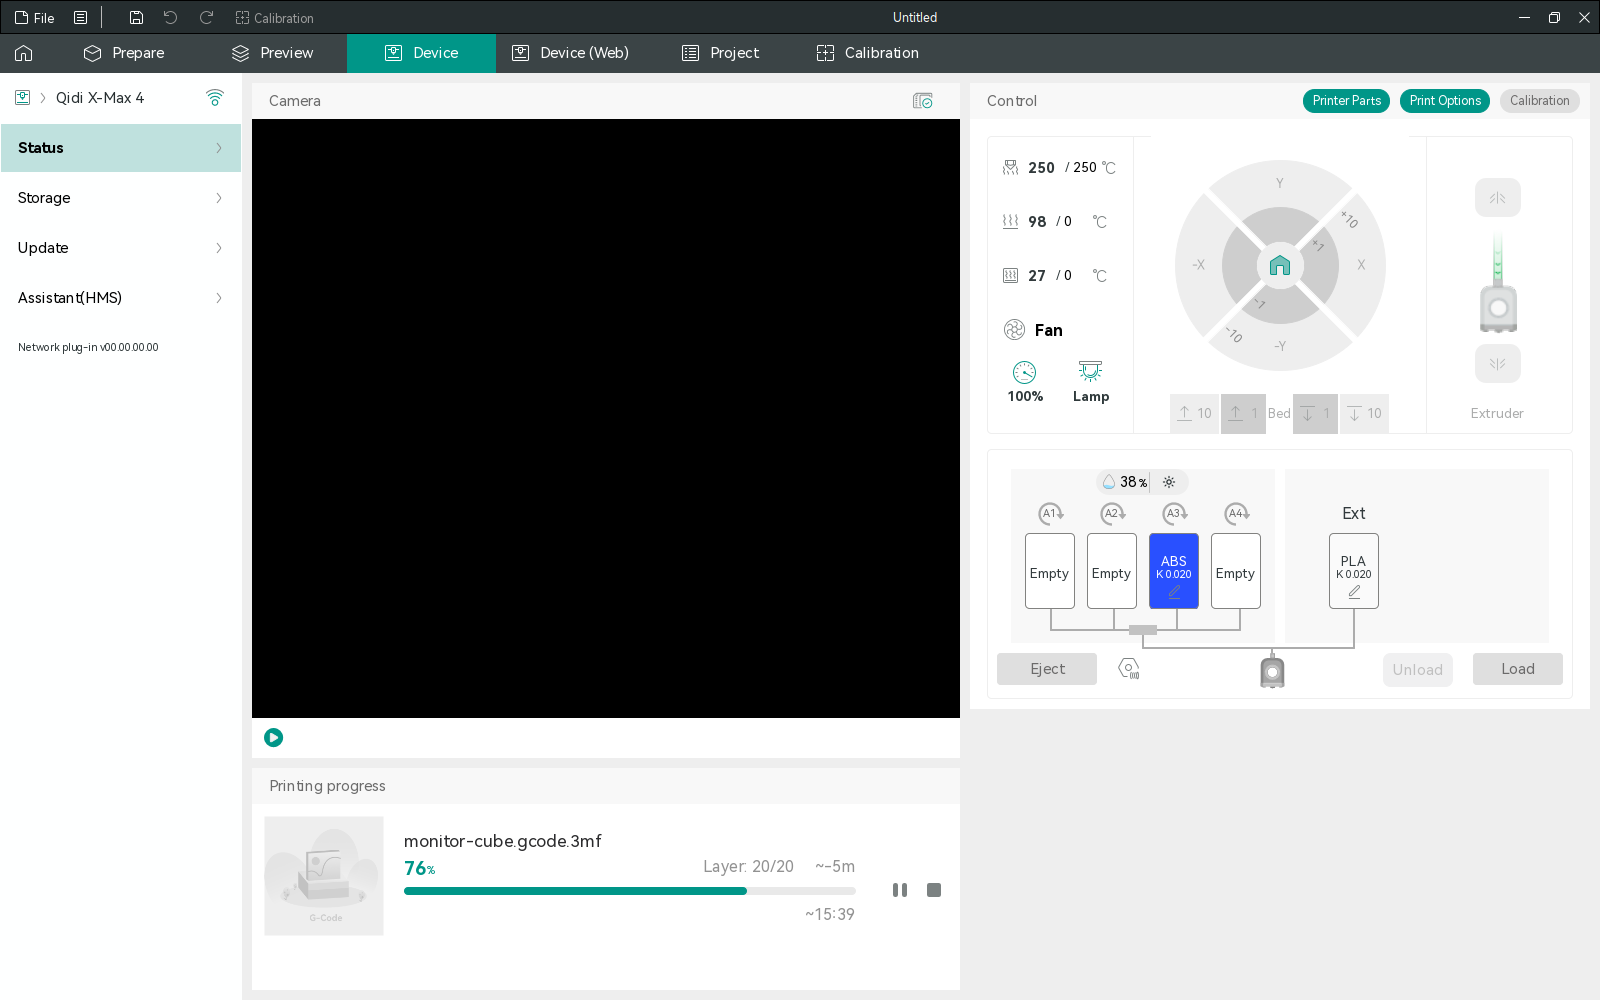 File
Calibration
Untitled
Prepare
Preview
Device
Device (Web)
Project
Calibration
Qidi X-Max 4
Status
Storage
Update
Assistant(HMS)
Network plug-in v00.00.00.00
Camera
Printing progress
G-Code
monitor-cube.gcode.3mf
76%
Layer: 20/20
~-5m
~15:39
Control
Printer Parts
Print Options
Calibration
250 / 250 °C
98 / 0 °C
27 / 0 °C
Fan
100%
Lamp
Y
+10
+1
-X
X
-1
-10
-Y
10
1
Bed
1
10
Extruder
38%
A1
A2
A3
A4
Empty
Empty
ABS
K 0.020
Empty
Ext
PLA
K 0.020
Eject
Unload
Load